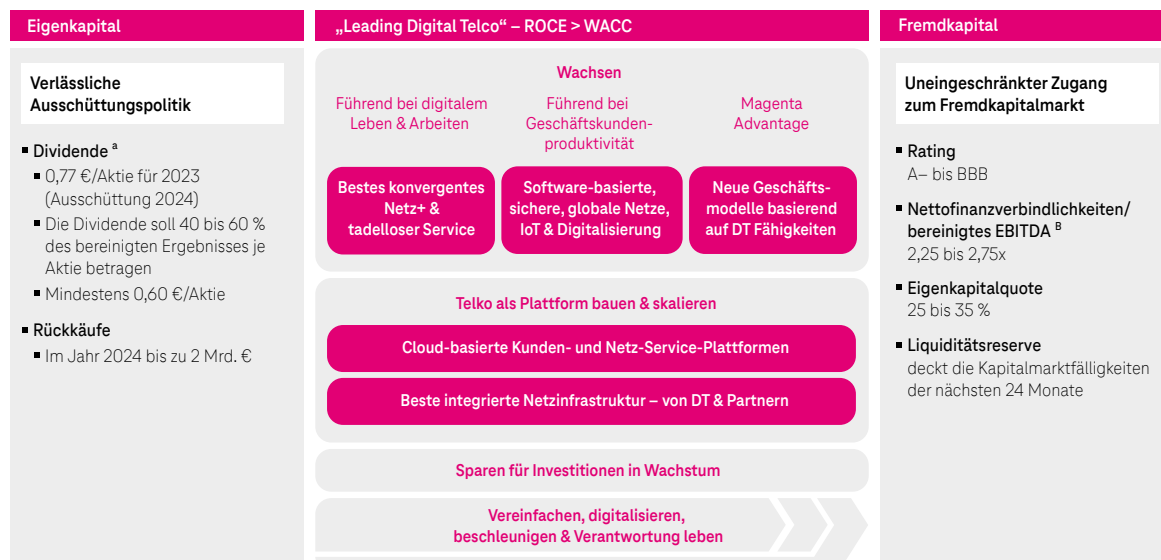 Eigenkapital
Verlässliche
Ausschüttungspolitik
▪ Dividende ᵃ
▪ 0,77 €/Aktie für 2023
(Ausschüttung 2024)
▪ Die Dividende soll 40 bis 60 %
des bereinigten Ergebnisses je
Aktie betragen
▪ Mindestens 0,60 €/Aktie
▪ Rückkäufe
▪ Im Jahr 2024 bis zu 2 Mrd. €
„Leading Digital Telco“ – ROCE > WACC
Wachsen
Führend bei digitalem
Leben & Arbeiten
Führend bei
Geschäftskunden-
produktivität
Magenta
Advantage
Bestes konvergentes
Netz+ &
tadelloser Service
Software-basierte,
sichere, globale Netze,
IoT & Digitalisierung
Neue Geschäfts-
modelle basierend
auf DT Fähigkeiten
Telko als Plattform bauen & skalieren
Cloud-basierte Kunden- und Netz-Service-Plattformen
Beste integrierte Netzinfrastruktur – von DT & Partnern
Sparen für Investitionen in Wachstum
Vereinfachen, digitalisieren,
beschleunigen & Verantwortung leben
Fremdkapital
Uneingeschränkter Zugang
zum Fremdkapitalmarkt
▪ Rating
A– bis BBB
▪ Nettofinanzverbindlichkeiten/
bereinigtes EBITDA ᴮ
2,25 bis 2,75x
▪ Eigenkapitalquote
25 bis 35 %
▪ Liquiditätsreserve
deckt die Kapitalmarktfälligkeiten
der nächsten 24 Monate